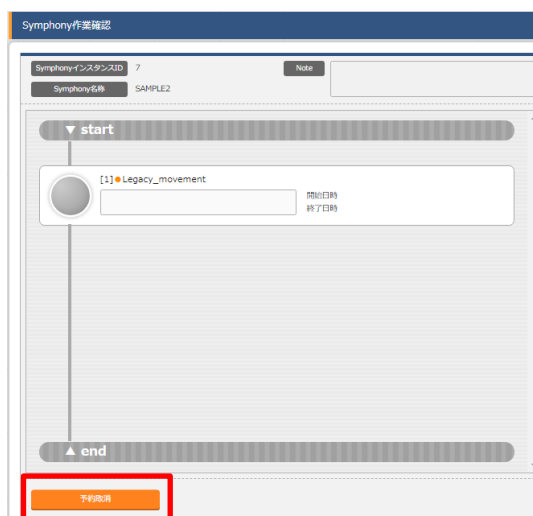 Symphony作業確認
SymphonyインスタンスID 7 Note
Symphony名称 SAMPLE2
▼ start
[1]●Legacy_movement
開始日時
終了日時
▲ end
予約取消